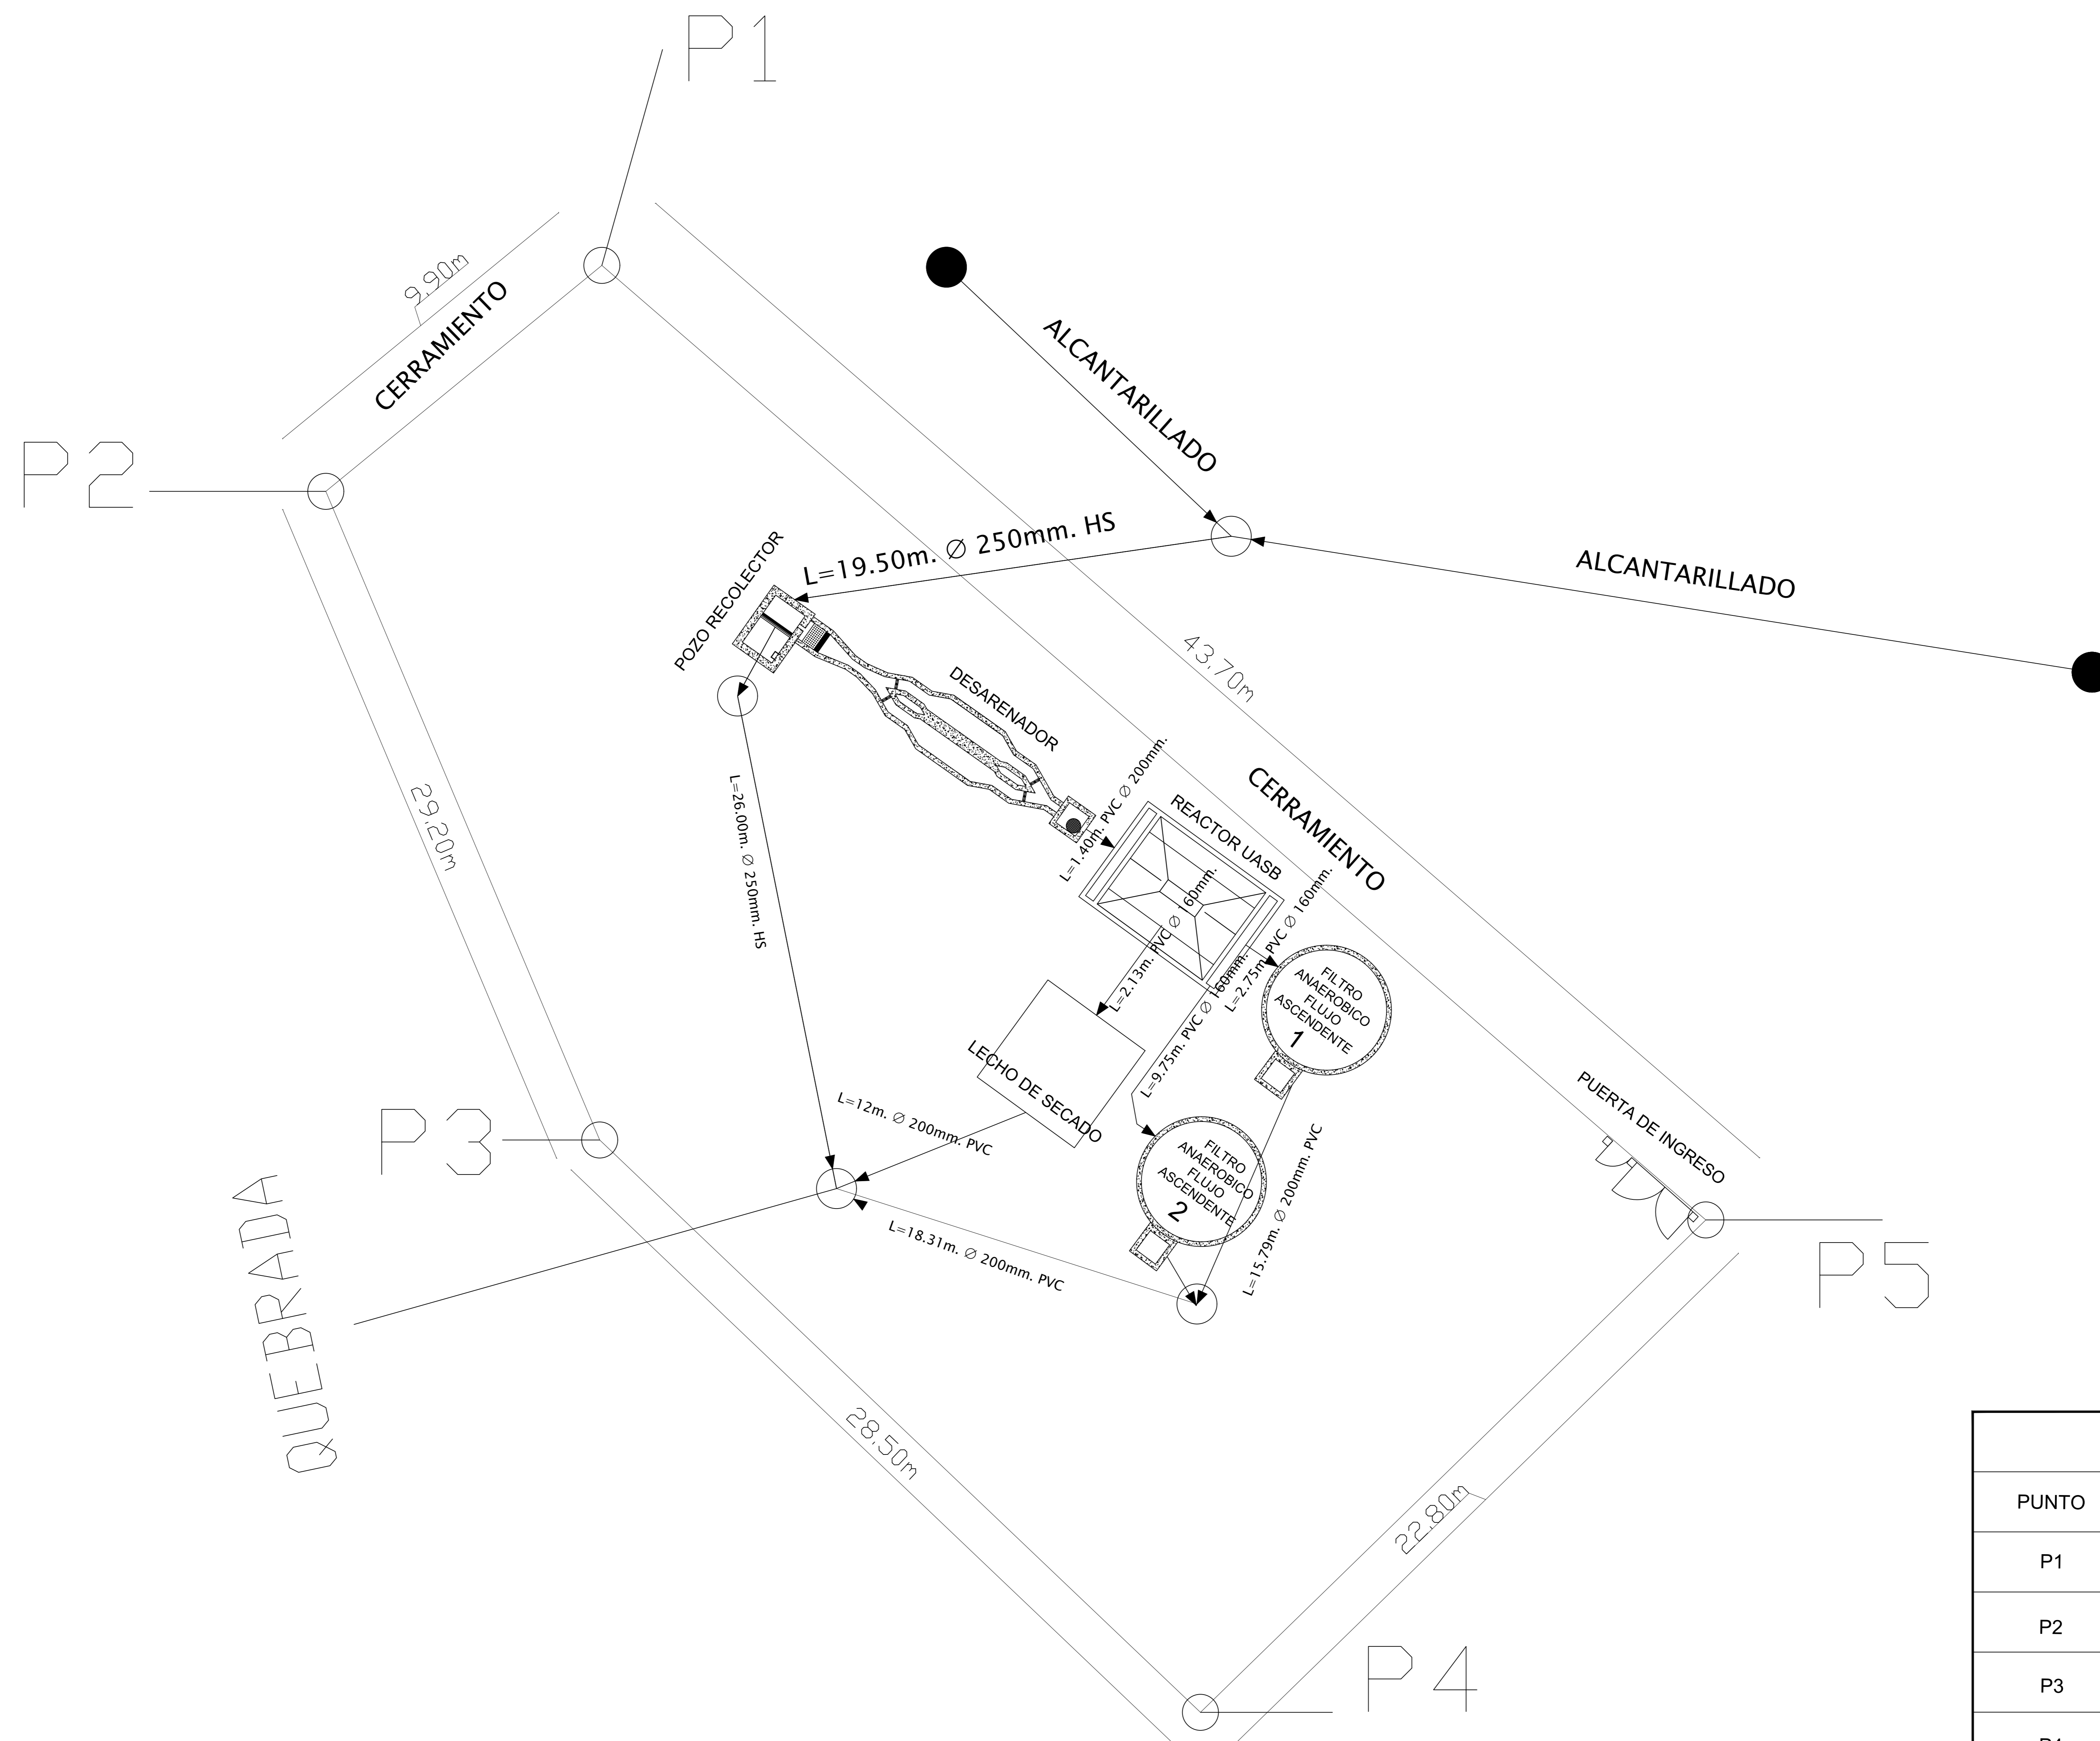 P1
9,90m
CERRAMIENTO
ALCANTARILLADO
P2
L=19.50m. Ø 250mm. HS
ALCANTARILLADO
POZO RECOLECTOR
43,70m
DESARENADOR
L=1.40m. PVC Ø 200mm.
CERRAMIENTO
REACTOR UASB
29,20m
L=26.00m. Ø 250mm. HS
L=2.13m. PVC Ø 160mm.
L=2.75m. PVC Ø 160mm.
L=9.75m. PVC Ø 160mm.
FILTRO
ANAEROBICO
FLUJO
ASCENDENTE
1
LECHO DE SECADO
PUERTA DE INGRESO
P3
L=12m. Ø 200mm. PVC
FILTRO
ANAEROBICO
FLUJO
ASCENDENTE
2
L=15.79m. Ø 200mm. PVC
L=18.31m. Ø 200mm. PVC
QUEBRADA
P5
28,50m
22,80m
P4
PUNTO
P1
P2
P3